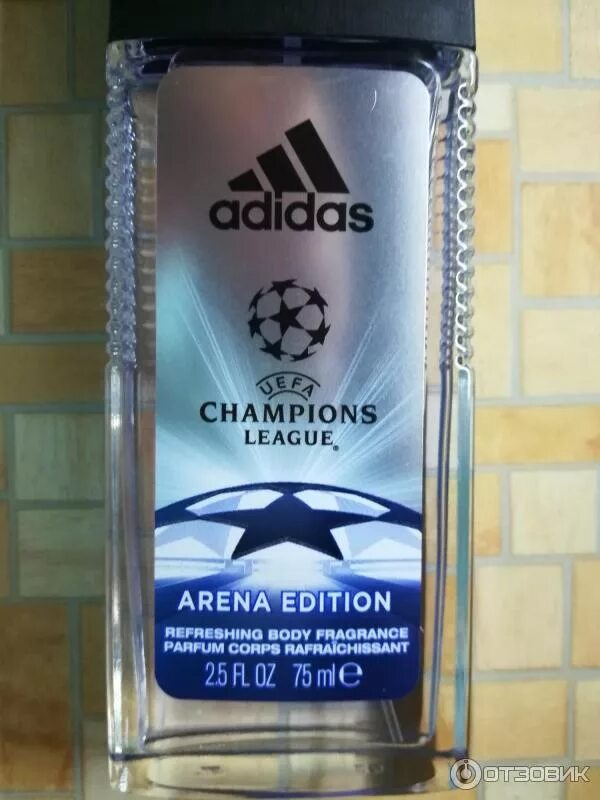 adidas
UEFA
CHAMPIONS
LEAGUE®
ARENA EDITION
REFRESHING BODY FRAGRANCE
PARFUM CORPS RAFRAÎCHISSANT
2.5 FL OZ 75 ml ℮
ОТЗОВИК